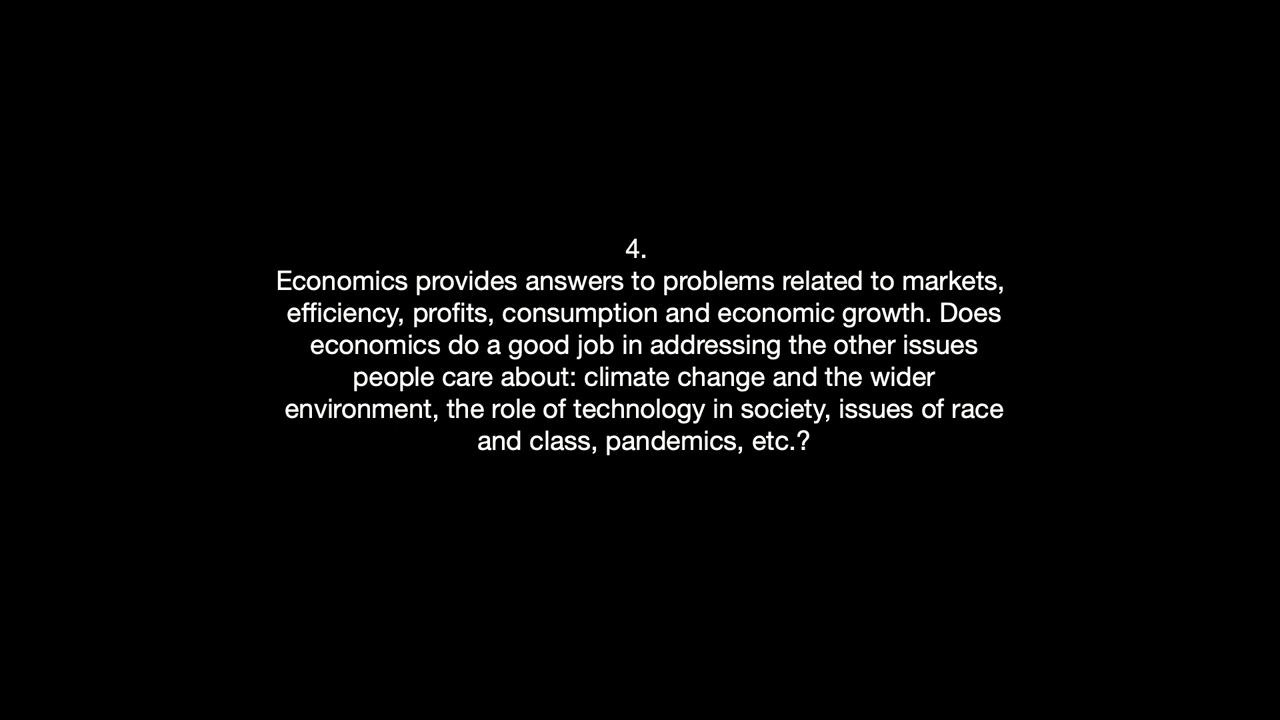 4.
Economics provides answers to problems related to markets,
efficiency, profits, consumption and economic growth. Does
economics do a good job in addressing the other issues
people care about: climate change and the wider
environment, the role of technology in society, issues of race
and class, pandemics, etc.?